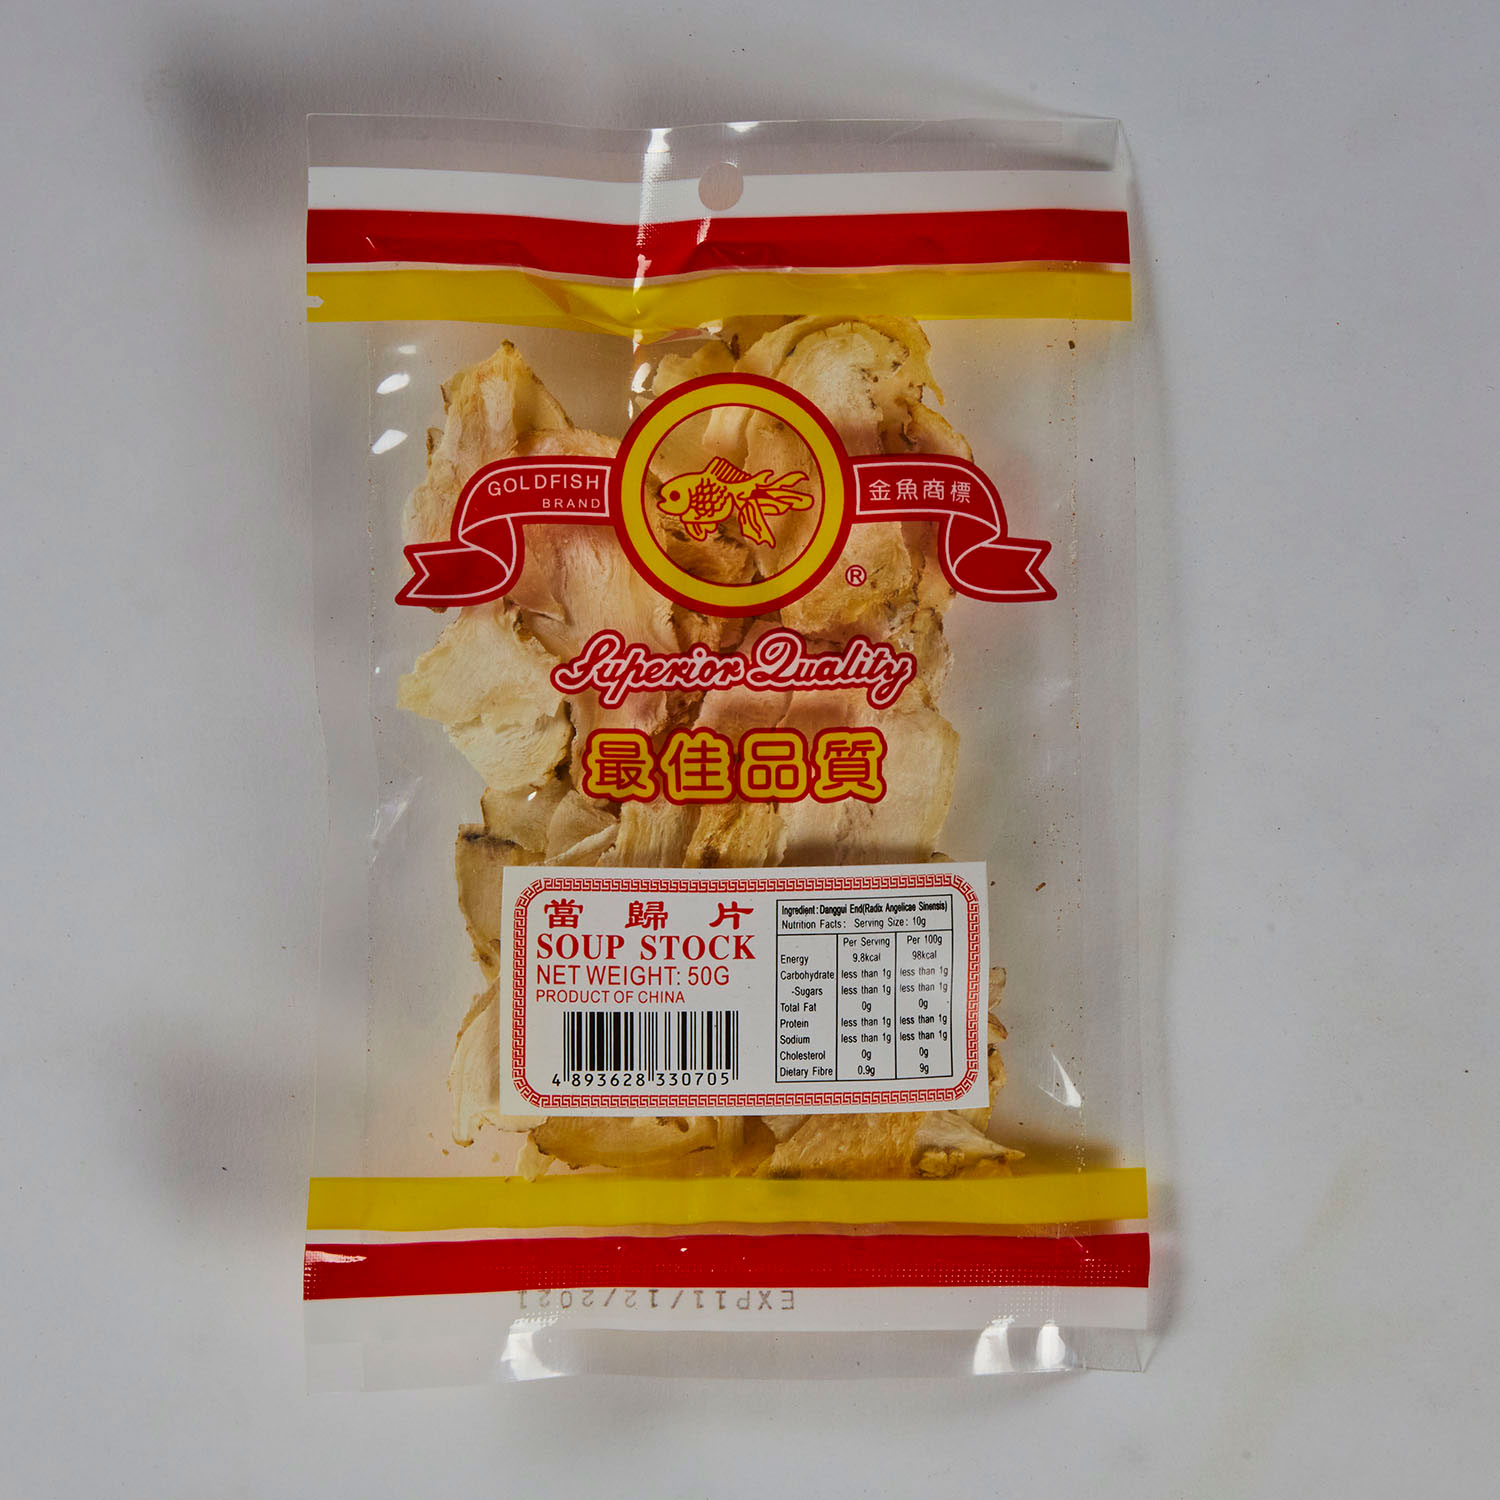 GOLDFISH
BRAND
金魚商標
®
Superior Quality
最佳品質
當歸片
SOUP STOCK
NET WEIGHT: 50G
PRODUCT OF CHINA
4 893628 330705
Ingredient: Danggui End(Radix Angelicae Sinensis)
Nutrition Facts: Serving Size: 10g
Per Serving Per 100g
Energy 9.8kcal 98kcal
Carbohydrate less than 1g less than 1g
-Sugars less than 1g less than 1g
Total Fat 0g 0g
Protein less than 1g less than 1g
Sodium less than 1g less than 1g
Cholesterol 0g 0g
Dietary Fibre 0.9g 9g
EXP11/12/2021